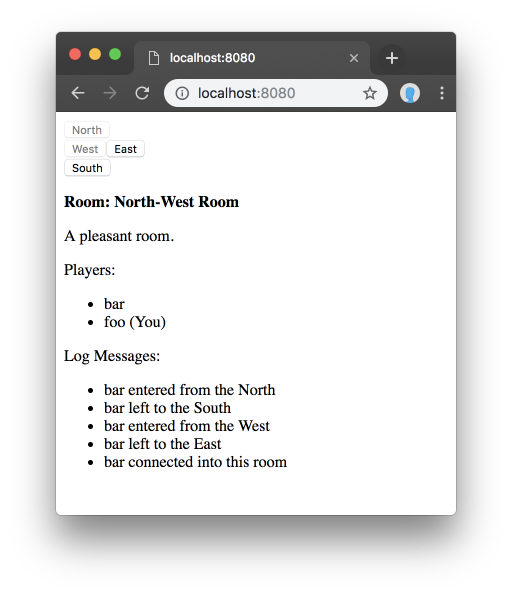 localhost:8080
localhost:8080
North
West East
South
Room: North-West Room
A pleasant room.
Players:
bar
foo (You)
Log Messages:
bar entered from the North
bar left to the South
bar entered from the West
bar left to the East
bar connected into this room